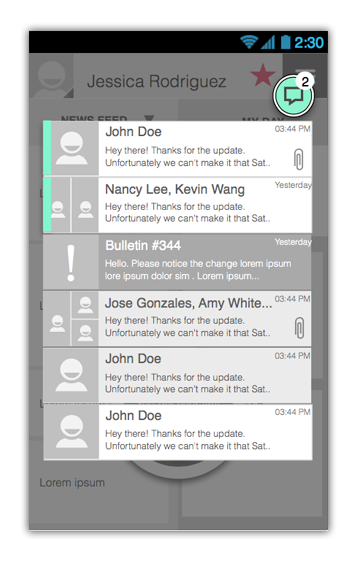 2:30
Jessica Rodriguez
2
NEWS FEED
MY DAY
John Doe
03:44 PM
Hey there! Thanks for the update.
Unfortunately we can't make it that Sat..
Nancy Lee, Kevin Wang
Yesterday
Hey there! Thanks for the update.
Unfortunately we can't make it that Sat..
Bulletin #344
Yesterday
Hello. Please notice the change lorem ipsum
lore ipsum dolor sim . Lorem ipsum...
Jose Gonzales, Amy White...
03:44 PM
Hey there! Thanks for the update.
Unfortunately we can't make it that Sat..
John Doe
03:44 PM
Hey there! Thanks for the update.
Unfortunately we can't make it that Sat..
John Doe
03:44 PM
Hey there! Thanks for the update.
Unfortunately we can't make it that Sat..
Lorem ipsum